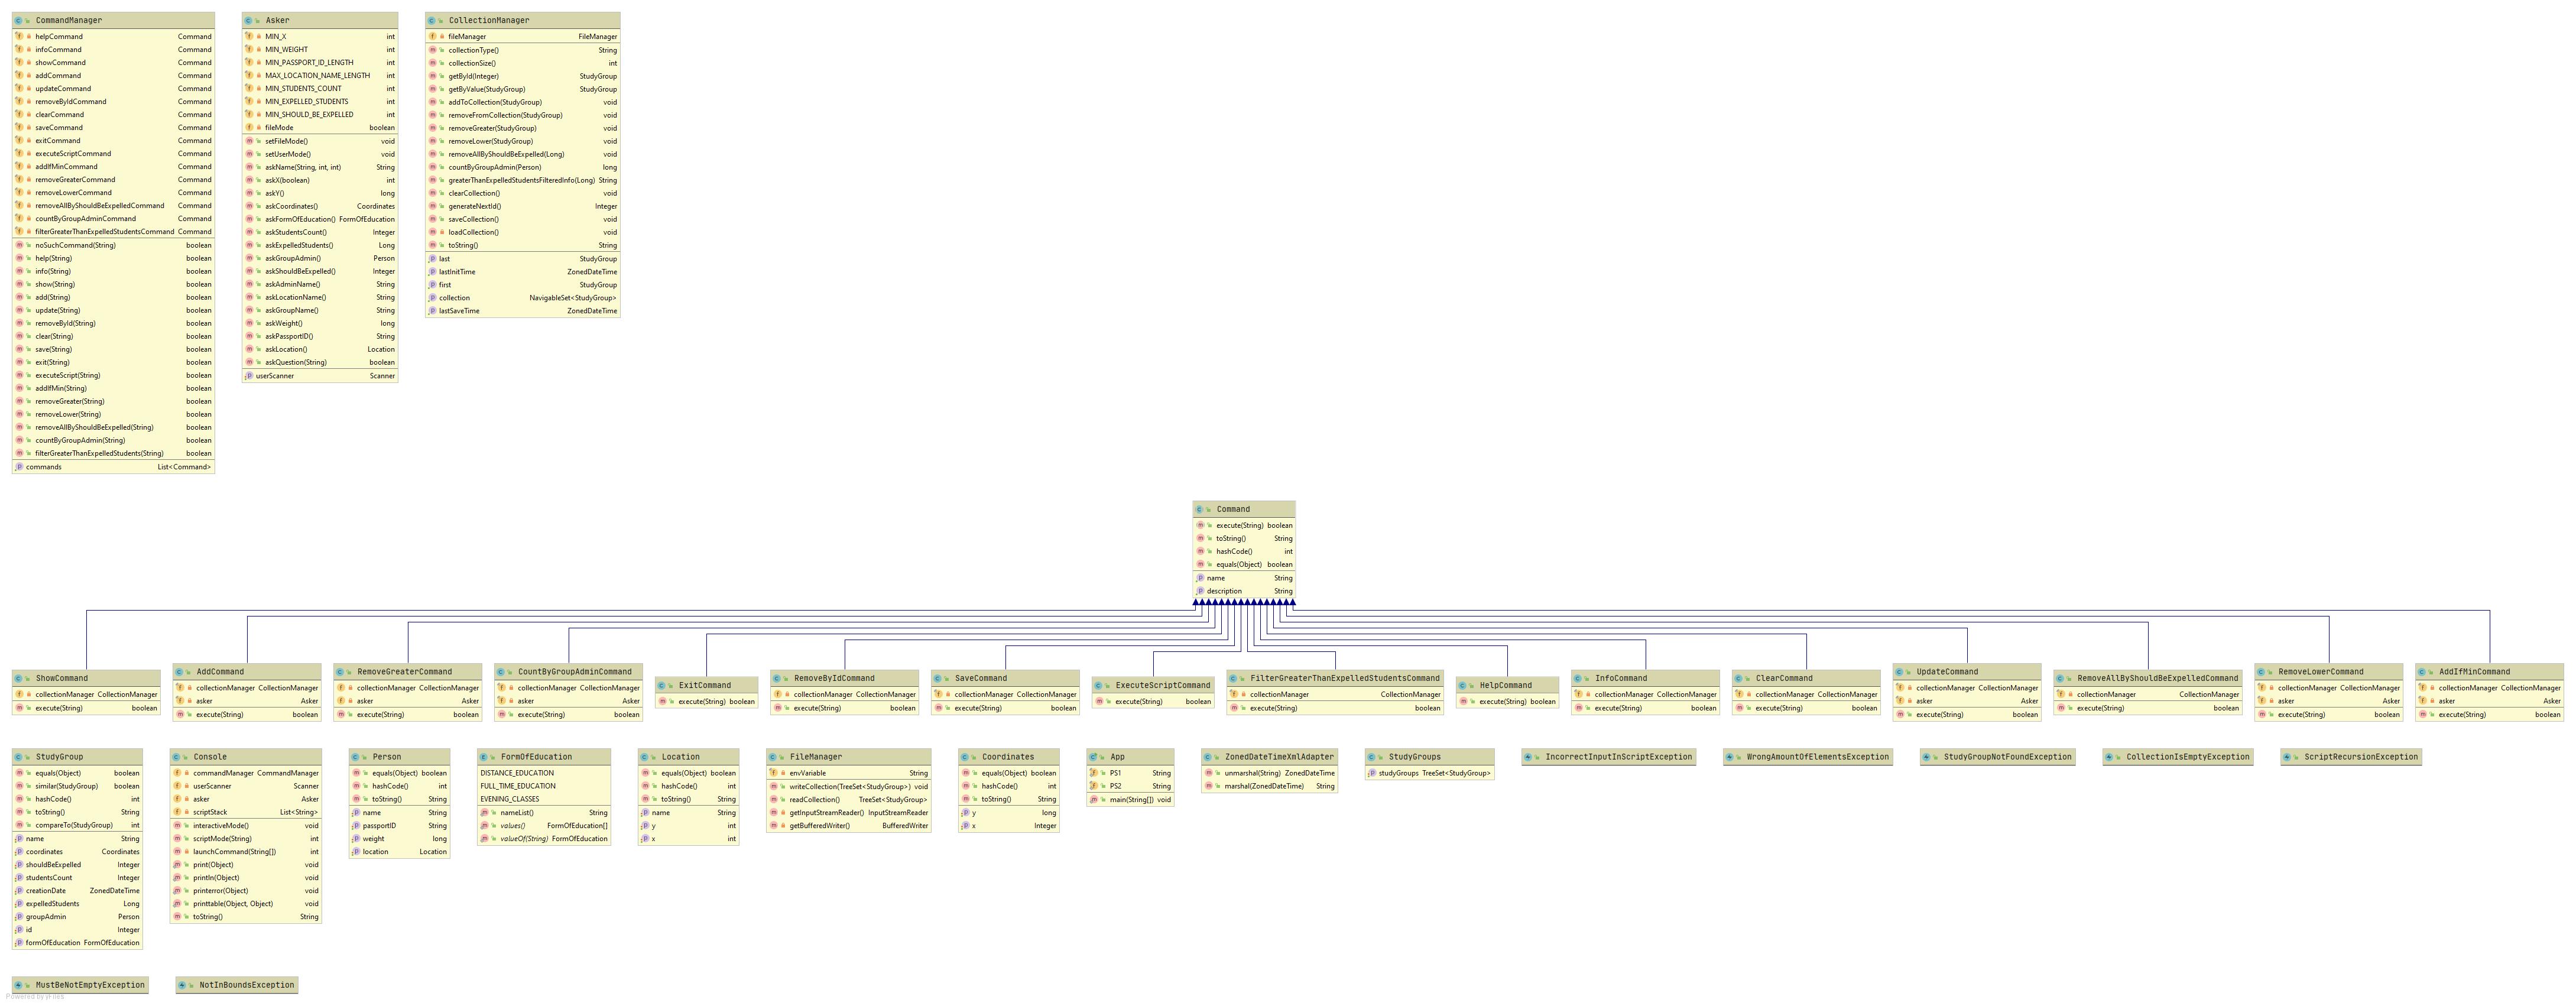 CommandManager
helpCommand Command
infoCommand Command
showCommand Command
addCommand Command
updateCommand Command
removeByIdCommand Command
clearCommand Command
saveCommand Command
exitCommand Command
executeScriptCommand Command
addIfMinCommand Command
removeGreaterCommand Command
removeLowerCommand Command
removeAllByShouldBeExpelledCommand Command
countByGroupAdminCommand Command
filterGreaterThanExpelledStudentsCommand Command
noSuchCommand(String) boolean
help(String) boolean
info(String) boolean
show(String) boolean
add(String) boolean
update(String) boolean
removeById(String) boolean
clear(String) boolean
save(String) boolean
exit(String) boolean
executeScript(String) boolean
addIfMin(String) boolean
removeGreater(String) boolean
removeLower(String) boolean
removeAllByShouldBeExpelled(String) boolean
countByGroupAdmin(String) boolean
filterGreaterThanExpelledStudents(String) boolean
commands List<Command>
Asker
MIN_X int
MIN_WEIGHT int
MIN_PASSPORT_ID_LENGTH int
MAX_LOCATION_NAME_LENGTH int
MIN_STUDENTS_COUNT int
MIN_EXPELLED_STUDENTS int
MIN_SHOULD_BE_EXPELLED int
fileMode boolean
setFileMode() void
setUserMode() void
askName(String, int, int) String
askX(boolean) int
askY() long
askCoordinates() Coordinates
askFormOfEducation() FormOfEducation
askStudentsCount() Integer
askExpelledStudents() Long
askGroupAdmin() Person
askShouldBeExpelled() Integer
askAdminName() String
askLocationName() String
askGroupName() String
askWeight() long
askPassportID() String
askLocation() Location
askQuestion(String) boolean
userScanner Scanner
CollectionManager
fileManager FileManager
collectionType() String
collectionSize() int
getById(Integer) StudyGroup
getByValue(StudyGroup) StudyGroup
addToCollection(StudyGroup) void
removeFromCollection(StudyGroup) void
removeGreater(StudyGroup) void
removeLower(StudyGroup) void
removeAllByShouldBeExpelled(Long) void
countByGroupAdmin(Person) long
greaterThanExpelledStudentsFilteredInfo(Long) String
clearCollection() void
generateNextId() Integer
saveCollection() void
loadCollection() void
toString() String
last StudyGroup
lastInitTime ZonedDateTime
first StudyGroup
collection NavigableSet<StudyGroup>
lastSaveTime ZonedDateTime
Command
execute(String) boolean
toString() String
hashCode() int
equals(Object) boolean
name String
description String
ShowCommand
collectionManager CollectionManager
execute(String) boolean
AddCommand
collectionManager CollectionManager
asker Asker
execute(String) boolean
RemoveGreaterCommand
collectionManager CollectionManager
asker Asker
execute(String) boolean
CountByGroupAdminCommand
collectionManager CollectionManager
asker Asker
execute(String) boolean
ExitCommand
execute(String) boolean
RemoveByIdCommand
collectionManager CollectionManager
execute(String) boolean
SaveCommand
collectionManager CollectionManager
execute(String) boolean
ExecuteScriptCommand
execute(String) boolean
FilterGreaterThanExpelledStudentsCommand
collectionManager CollectionManager
execute(String) boolean
HelpCommand
execute(String) boolean
InfoCommand
collectionManager CollectionManager
execute(String) boolean
ClearCommand
collectionManager CollectionManager
execute(String) boolean
UpdateCommand
collectionManager CollectionManager
asker Asker
execute(String) boolean
RemoveAllByShouldBeExpelledCommand
collectionManager CollectionManager
execute(String) boolean
RemoveLowerCommand
collectionManager CollectionManager
asker Asker
execute(String) boolean
AddIfMinCommand
collectionManager CollectionManager
asker Asker
execute(String) boolean
StudyGroup
equals(Object) boolean
similar(StudyGroup) boolean
hashCode() int
toString() String
compareTo(StudyGroup) int
name String
coordinates Coordinates
shouldBeExpelled Integer
studentsCount Integer
creationDate ZonedDateTime
expelledStudents Long
groupAdmin Person
id Integer
formOfEducation FormOfEducation
Console
commandManager CommandManager
userScanner Scanner
asker Asker
scriptStack List<String>
interactiveMode() void
scriptMode(String) int
launchCommand(String[]) int
print(Object) void
println(Object) void
printerror(Object) void
printtable(Object, Object) void
toString() String
Person
equals(Object) boolean
hashCode() int
toString() String
name String
passportID String
weight long
location Location
FormOfEducation
DISTANCE_EDUCATION
FULL_TIME_EDUCATION
EVENING_CLASSES
nameList() String
values() FormOfEducation[]
valueOf(String) FormOfEducation
Location
equals(Object) boolean
hashCode() int
toString() String
name String
y int
x int
FileManager
envVariable String
writeCollection(TreeSet<StudyGroup>) void
readCollection() TreeSet<StudyGroup>
getInputStreamReader() InputStreamReader
getBufferedWriter() BufferedWriter
Coordinates
equals(Object) boolean
hashCode() int
toString() String
y long
x Integer
App
PS1 String
PS2 String
main(String[]) void
ZonedDateTimeXmlAdapter
unmarshal(String) ZonedDateTime
marshal(ZonedDateTime) String
StudyGroups
studyGroups TreeSet<StudyGroup>
IncorrectInputInScriptException
WrongAmountOfElementsException
StudyGroupNotFoundException
CollectionIsEmptyException
ScriptRecursionException
MustBeNotEmptyException
NotInBoundsException
Powered by yFiles